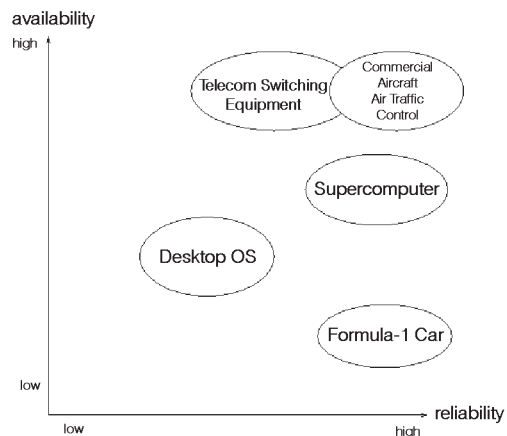 availability
high
Telecom Switching
Equipment
Commercial
Aircraft
Air Traffic
Control
Supercomputer
Desktop OS
Formula-1 Car
low
reliability
low
high